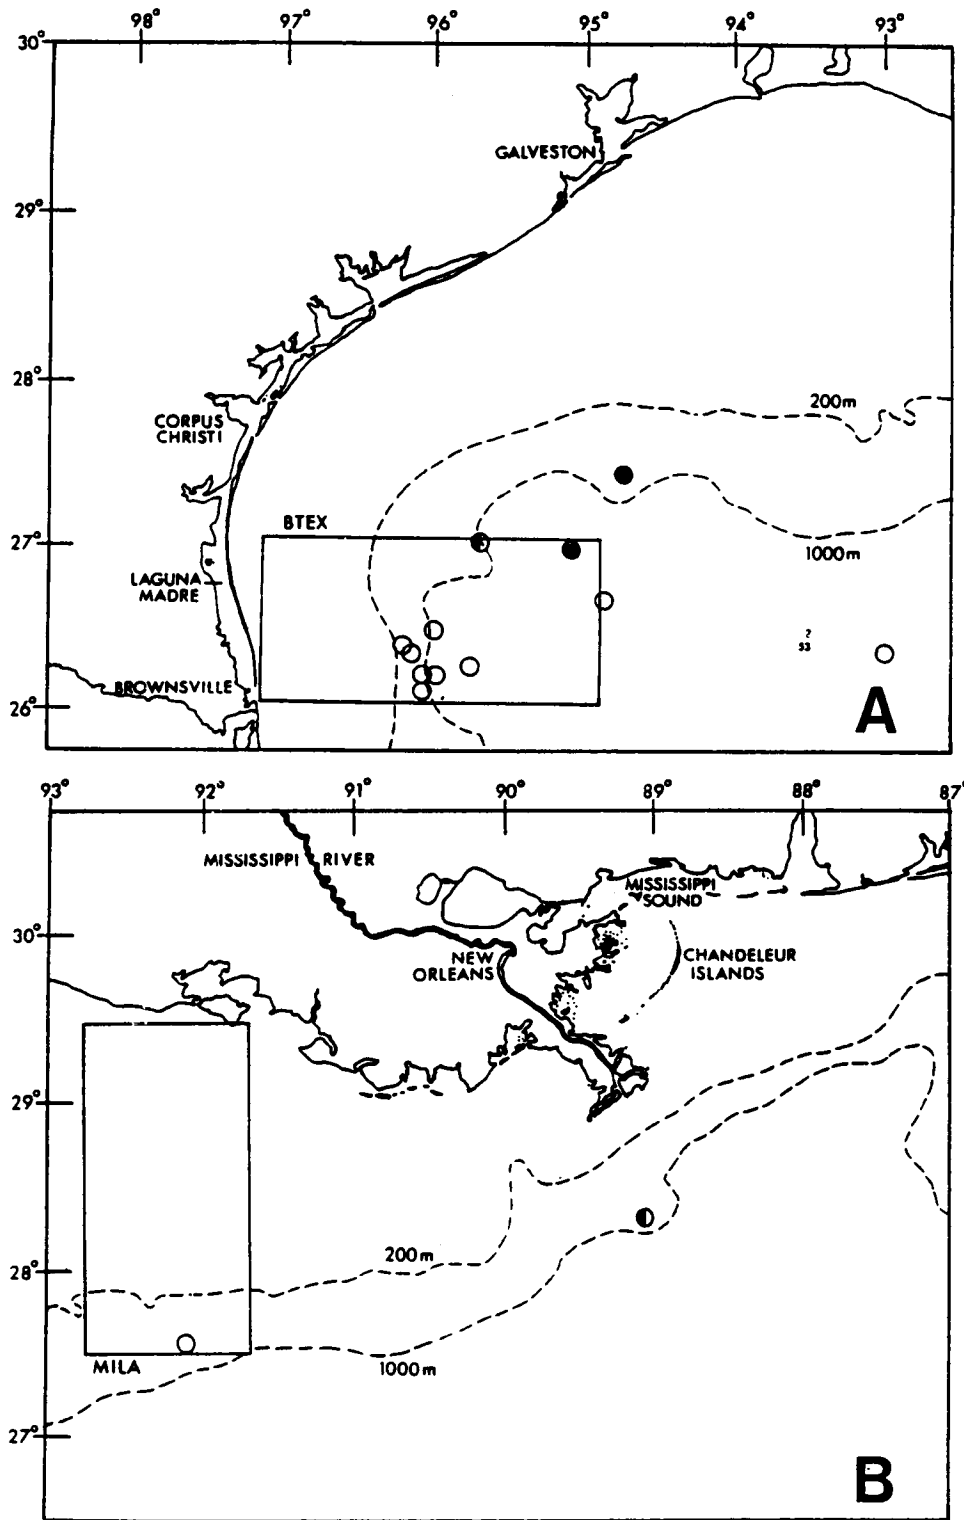 98° 97° 96° 95° 94° 93°
30°
GALVESTON
29°
28°
200m
CORPUS
CHRISTI
BTEX
27°
1000m
LAGUNA
MADRE
2
53
BROWNSVILLE
26°
A
93° 92° 91° 90° 89° 88° 87°
MISSISSIPPI RIVER
MISSISSIPPI
SOUND
30°
NEW
ORLEANS
CHANDELEUR
ISLANDS
29°
200m
28°
MILA
1000m
27°
B